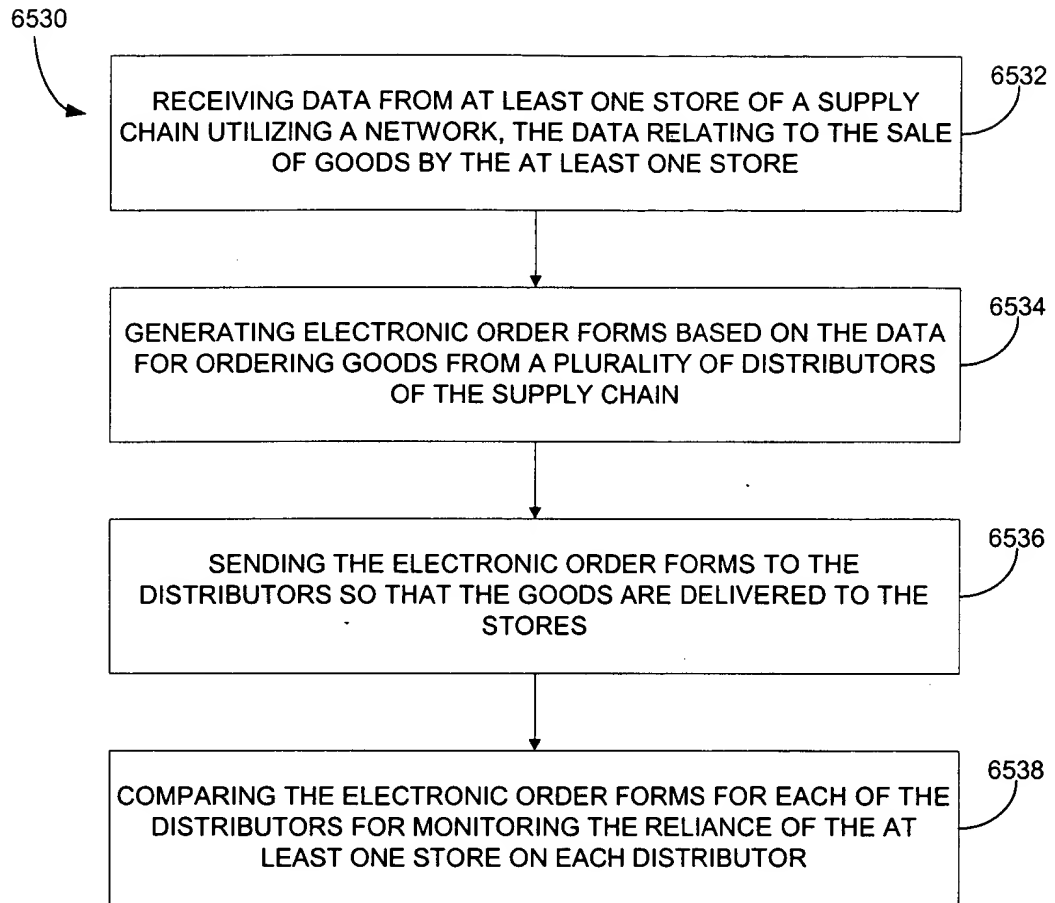 6530
6532
RECEIVING DATA FROM AT LEAST ONE STORE OF A SUPPLY
CHAIN UTILIZING A NETWORK, THE DATA RELATING TO THE SALE
OF GOODS BY THE AT LEAST ONE STORE
6534
GENERATING ELECTRONIC ORDER FORMS BASED ON THE DATA
FOR ORDERING GOODS FROM A PLURALITY OF DISTRIBUTORS
OF THE SUPPLY CHAIN
6536
SENDING THE ELECTRONIC ORDER FORMS TO THE
DISTRIBUTORS SO THAT THE GOODS ARE DELIVERED TO THE
STORES
6538
COMPARING THE ELECTRONIC ORDER FORMS FOR EACH OF THE
DISTRIBUTORS FOR MONITORING THE RELIANCE OF THE AT
LEAST ONE STORE ON EACH DISTRIBUTOR